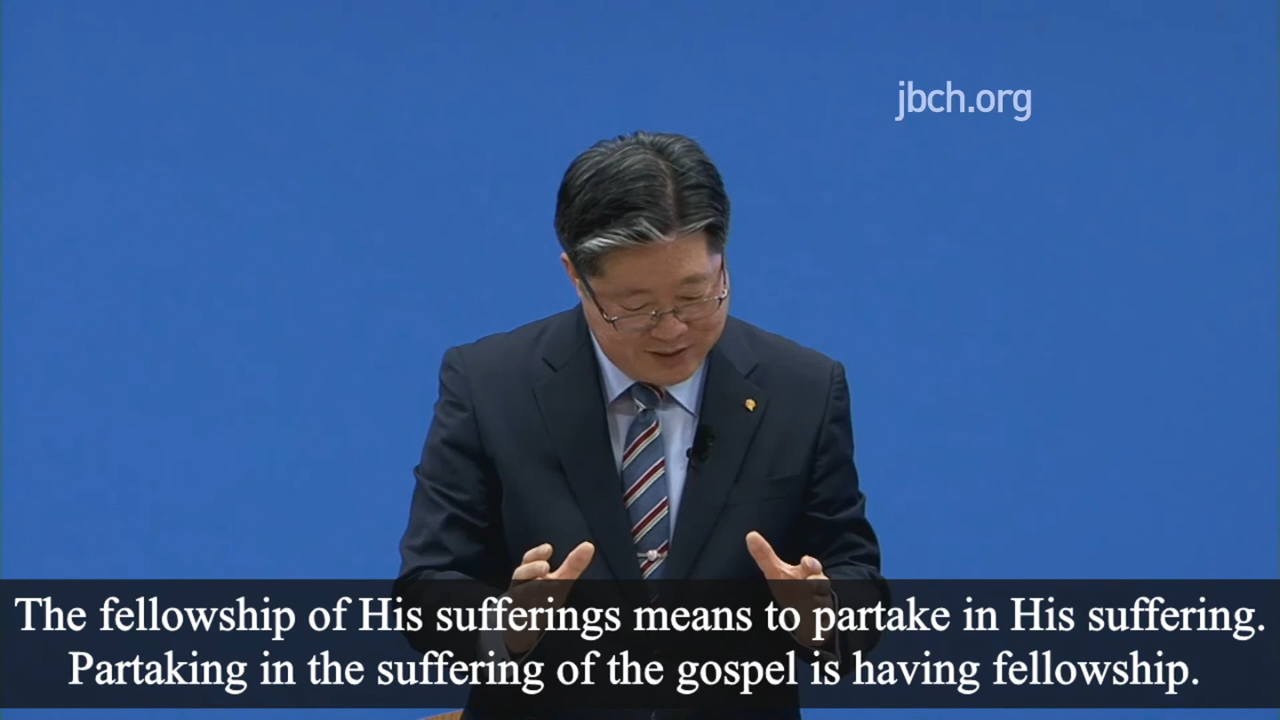 jbch.org
The fellowship of His sufferings means to partake in His suffering.
Partaking in the suffering of the gospel is having fellowship.